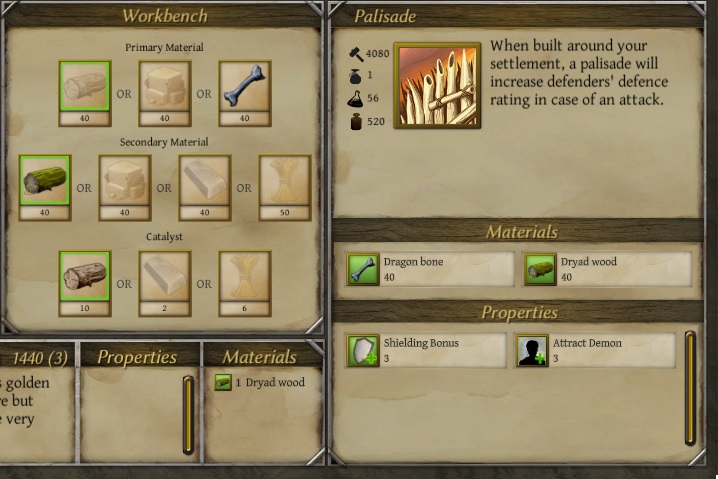 Workbench
Primary Material
OR OR
40 40 40
Secondary Material
OR OR OR
40 40 40 50
Catalyst
OR OR
10 2 6
1440 (3)
s golden
e but
e very
Properties
Materials
1 Dryad wood
Palisade
4080
1
56
520
When built around your
settlement, a palisade will
increase defenders' defence
rating in case of an attack.
Materials
Dragon bone
40
Dryad wood
40
Properties
Shielding Bonus
3
Attract Demon
3